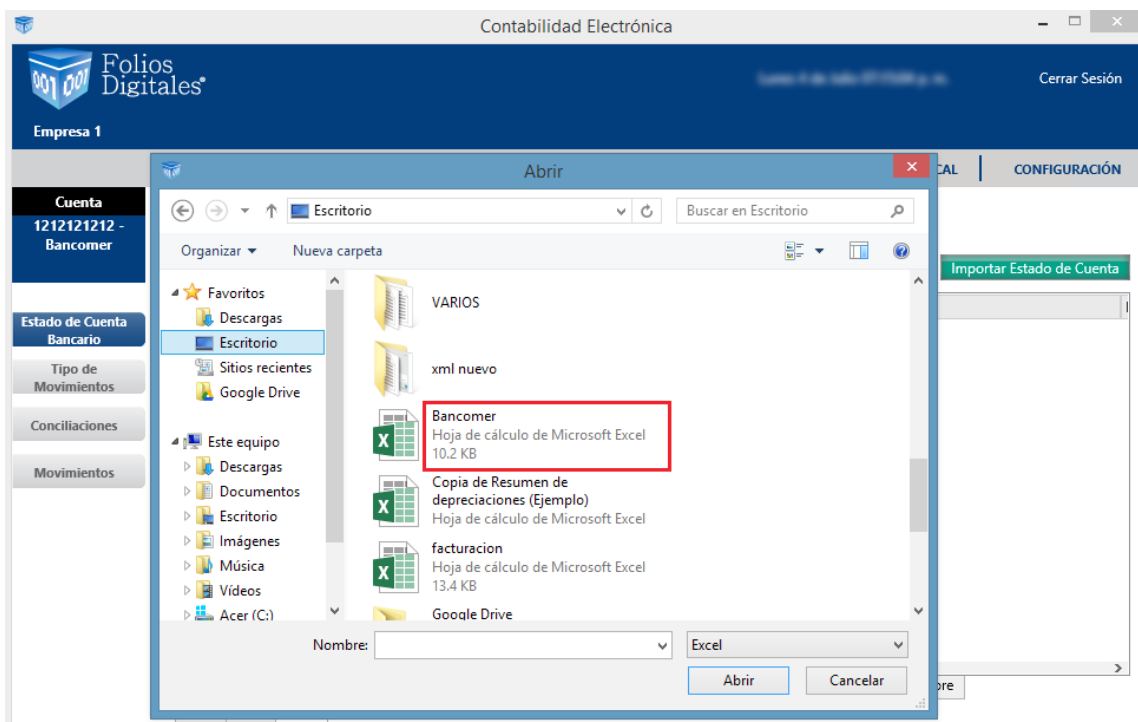 Contabilidad Electrónica
Folios
Digitales
Cerrar Sesión
Empresa 1
CONFIGURACIÓN
Cuenta
1212121212 -
Bancomer
Importar Estado de Cuenta
Estado de Cuenta
Bancario
Tipo de
Movimientos
Conciliaciones
Movimientos
Abrir
Escritorio
Buscar en Escritorio
Organizar
Nueva carpeta
Favoritos
Descargas
Escritorio
Sitios recientes
Google Drive
Este equipo
Descargas
Documentos
Escritorio
Imágenes
Música
Vídeos
Acer (C:)
VARIOS
xml nuevo
Bancomer
Hoja de cálculo de Microsoft Excel
10.2 KB
Copia de Resumen de
depreciaciones (Ejemplo)
Hoja de cálculo de Microsoft Excel
facturacion
Hoja de cálculo de Microsoft Excel
13.4 KB
Google Drive
Nombre:
Excel
Abrir
Cancelar